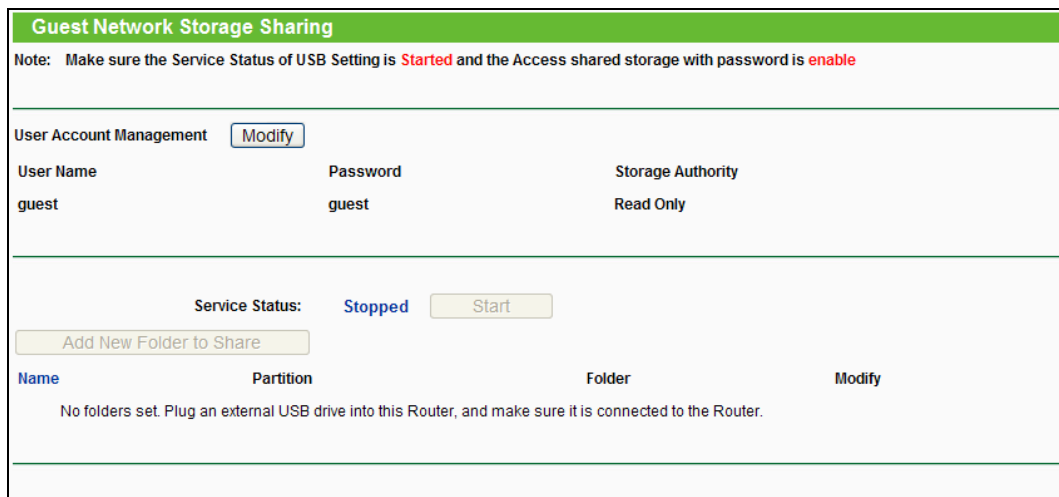 Guest Network Storage Sharing
Note: Make sure the Service Status of USB Setting is Started and the Access shared storage with password is enable
User Account Management Modify
User Name Password Storage Authority
guest guest Read Only
Service Status: Stopped Start
Add New Folder to Share
Name Partition Folder Modify
No folders set. Plug an external USB drive into this Router, and make sure it is connected to the Router.